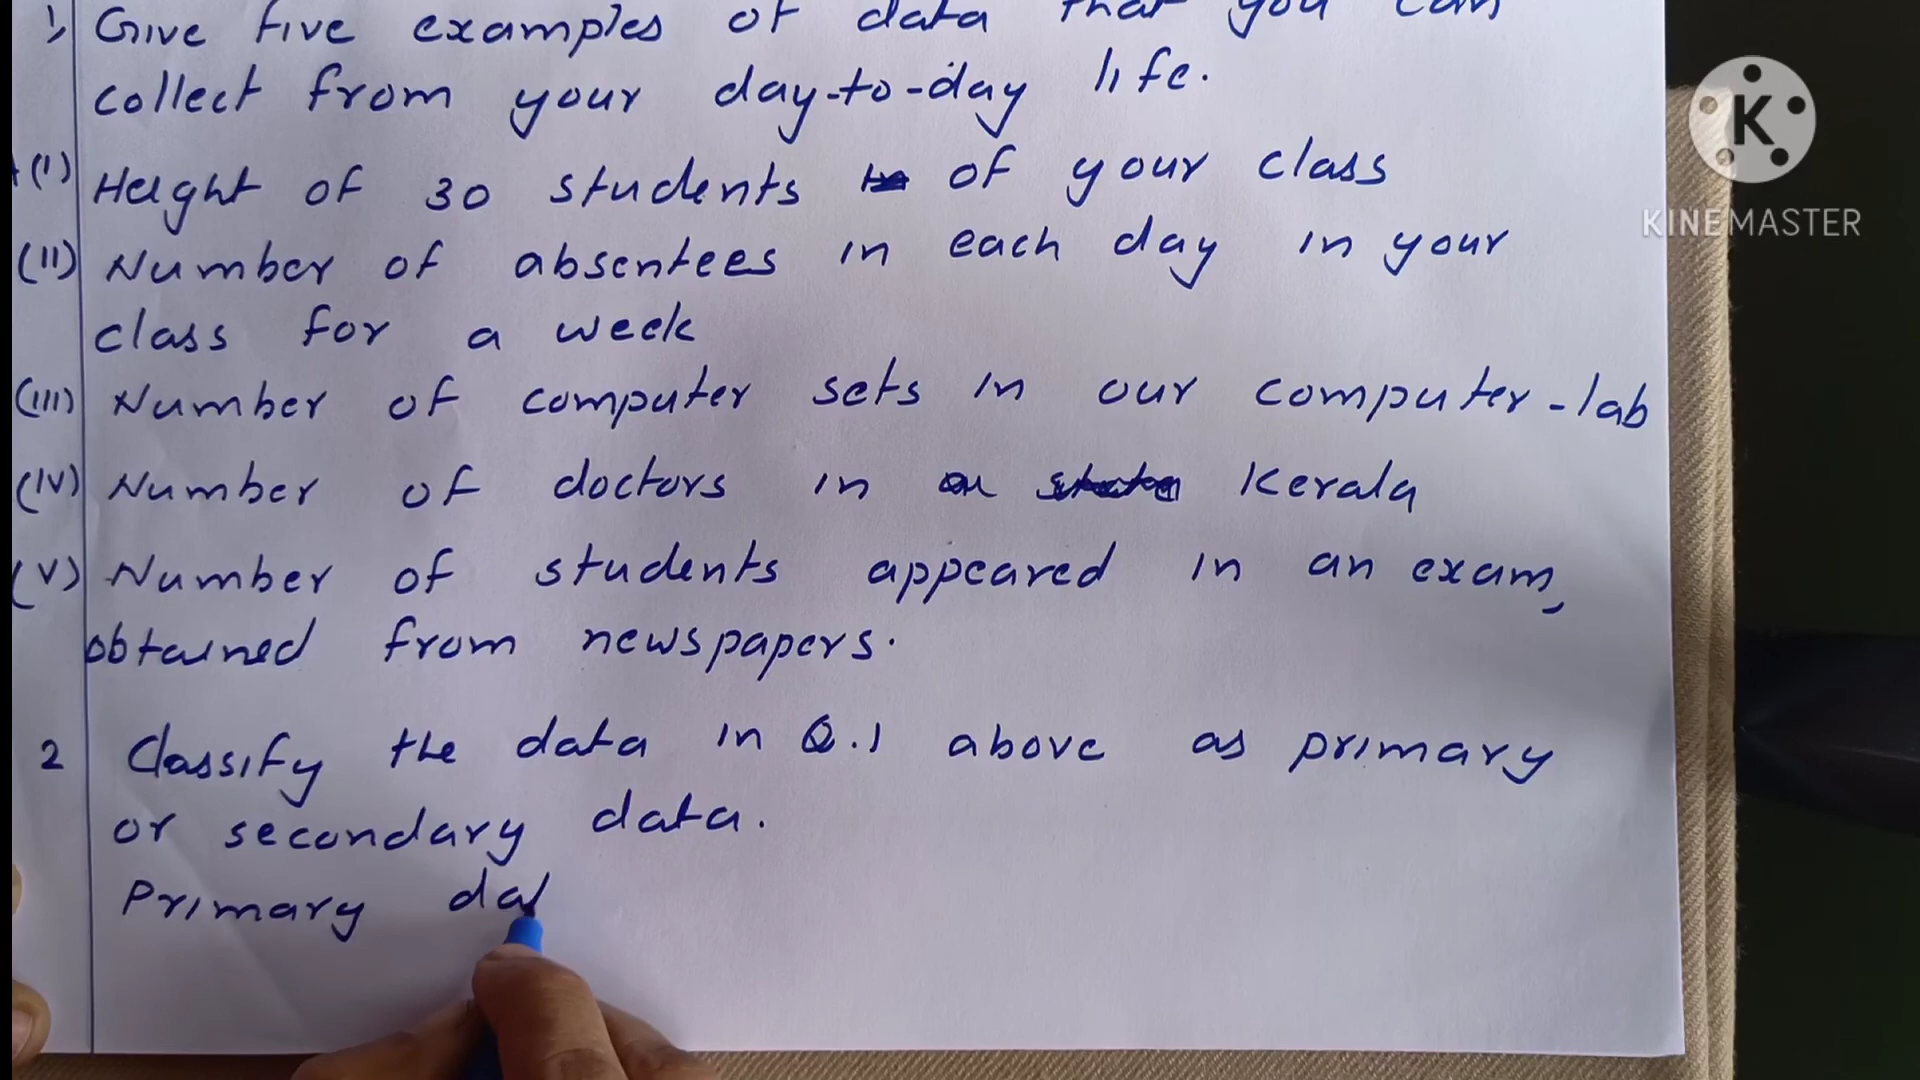 1, Give five examples of data that you can
collect from your day-to-day life.
(I) Height of 30 students of your class
(II) Number of absentees in each day in your
class for a week
(III) Number of computer sets in our computer-lab
(IV) Number of doctors in Kerala
(V) Number of students appeared in an exam,
obtained from newspapers.
2 Classify the data in Q.1 above as primary
or secondary data.
Primary dat
K
KINEMASTER